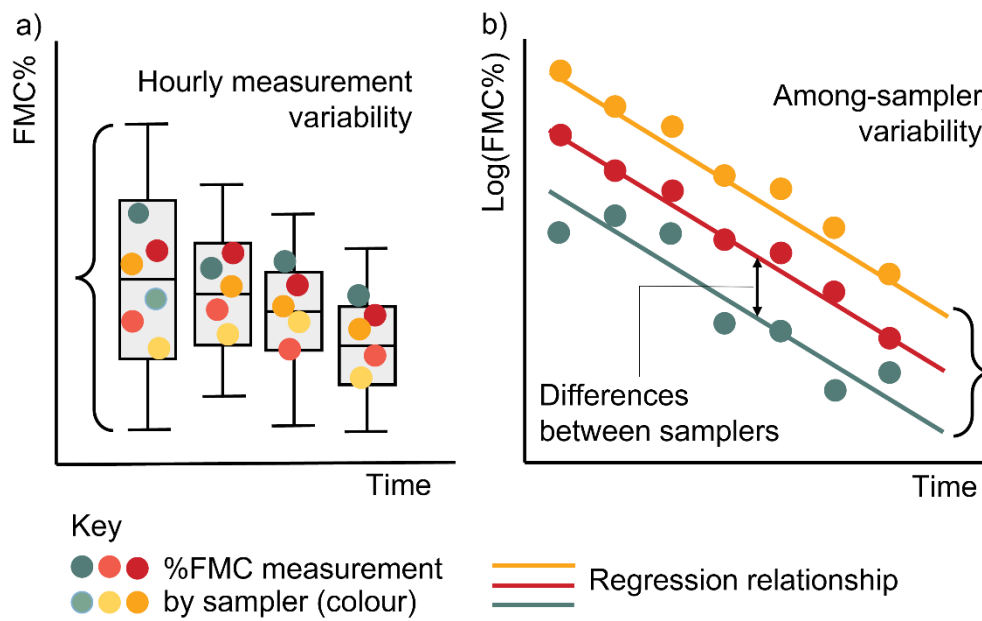 a)
FMC%
Hourly measurement
variability
Time
b)
Log(FMC%)
Among-sampler
variability
Differences
between samplers
Time
Key
%FMC measurement
by sampler (colour)
Regression relationship